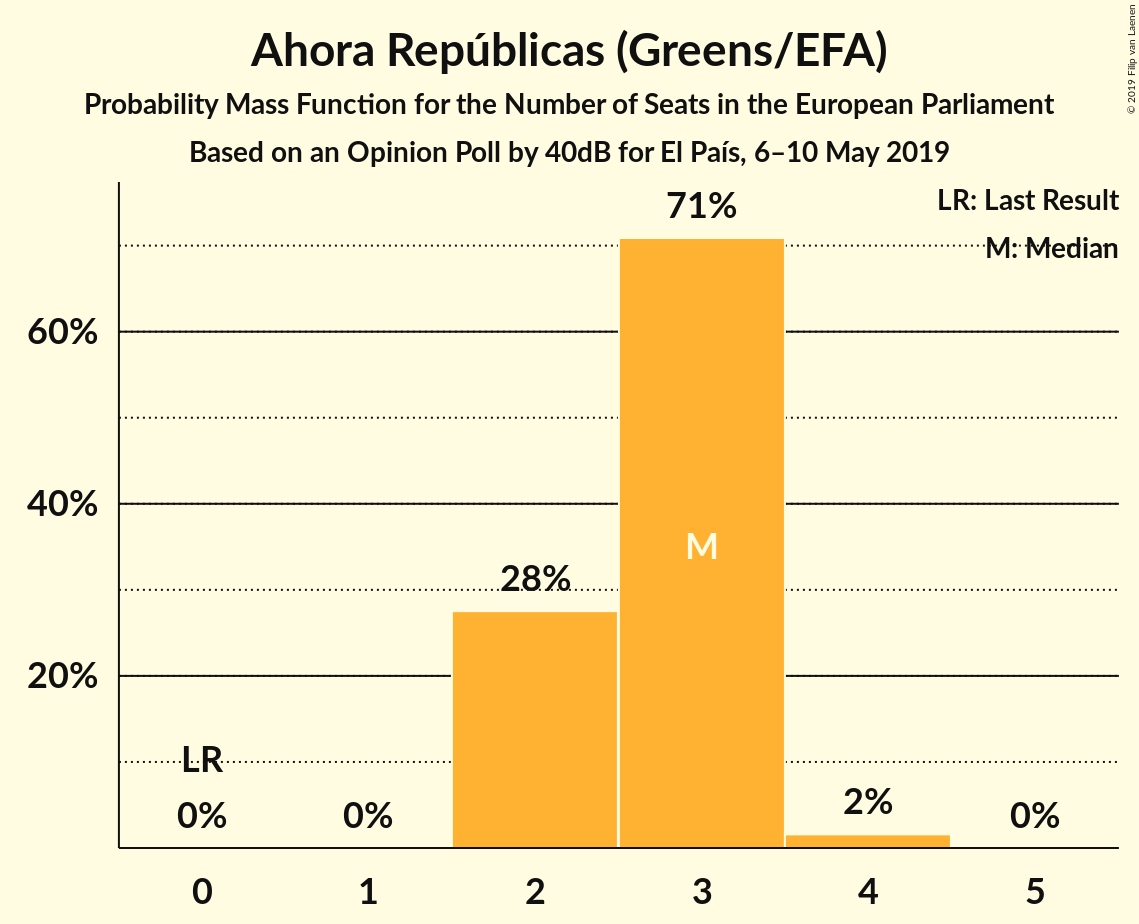 Ahora Repúblicas (Greens/EFA)
Probability Mass Function for the Number of Seats in the European Parliament
Based on an Opinion Poll by 40dB for El País, 6–10 May 2019
© 2019 Filip van Laenen
LR: Last Result
M: Median
71%
60%
M
40%
28%
20%
LR
0%
0%
2%
0%
0
1
2
3
4
5